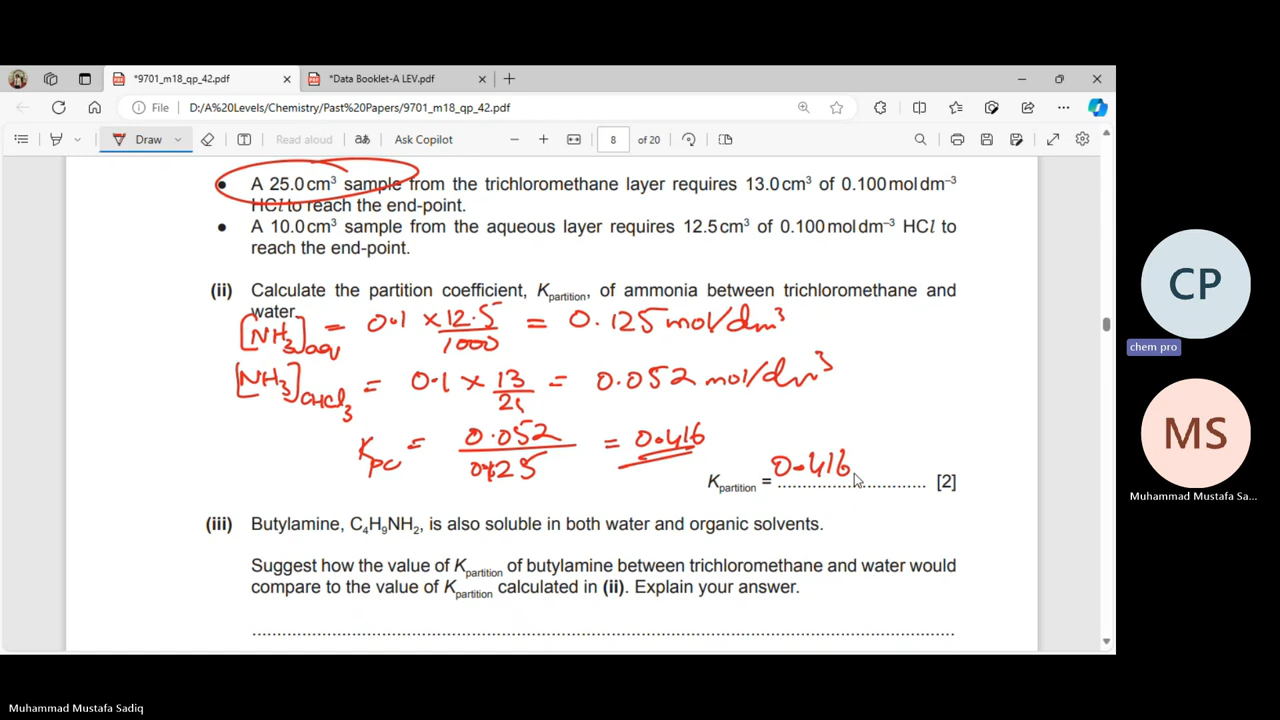 *9701_m18_qp_42.pdf
*Data Booklet-A LEV.pdf
File D:/A%20Levels/Chemistry/Past%20Papers/9701_m18_qp_42.pdf
Draw Read aloud aあ Ask Copilot 8 of 20
• A 25.0 cm³ sample from the trichloromethane layer requires 13.0 cm³ of 0.100 mol dm⁻³
HCl to reach the end-point.
• A 10.0 cm³ sample from the aqueous layer requires 12.5 cm³ of 0.100 mol dm⁻³ HCl to
reach the end-point.
(ii) Calculate the partition coefficient, Kpartition, of ammonia between trichloromethane and
water.
[NH3]aq = 0.1 × 12.5/1000 = 0.125 mol/dm³
[NH3]CHCl3 = 0.1 × 13/25 = 0.052 mol/dm³
Kpc = 0.052/0.125 = 0.416
Kpartition = 0.416 [2]
(iii) Butylamine, C4H9NH2, is also soluble in both water and organic solvents.
Suggest how the value of Kpartition of butylamine between trichloromethane and water would
compare to the value of Kpartition calculated in (ii). Explain your answer.
CP
chem pro
MS
Muhammad Mustafa Sa...
Muhammad Mustafa Sadiq